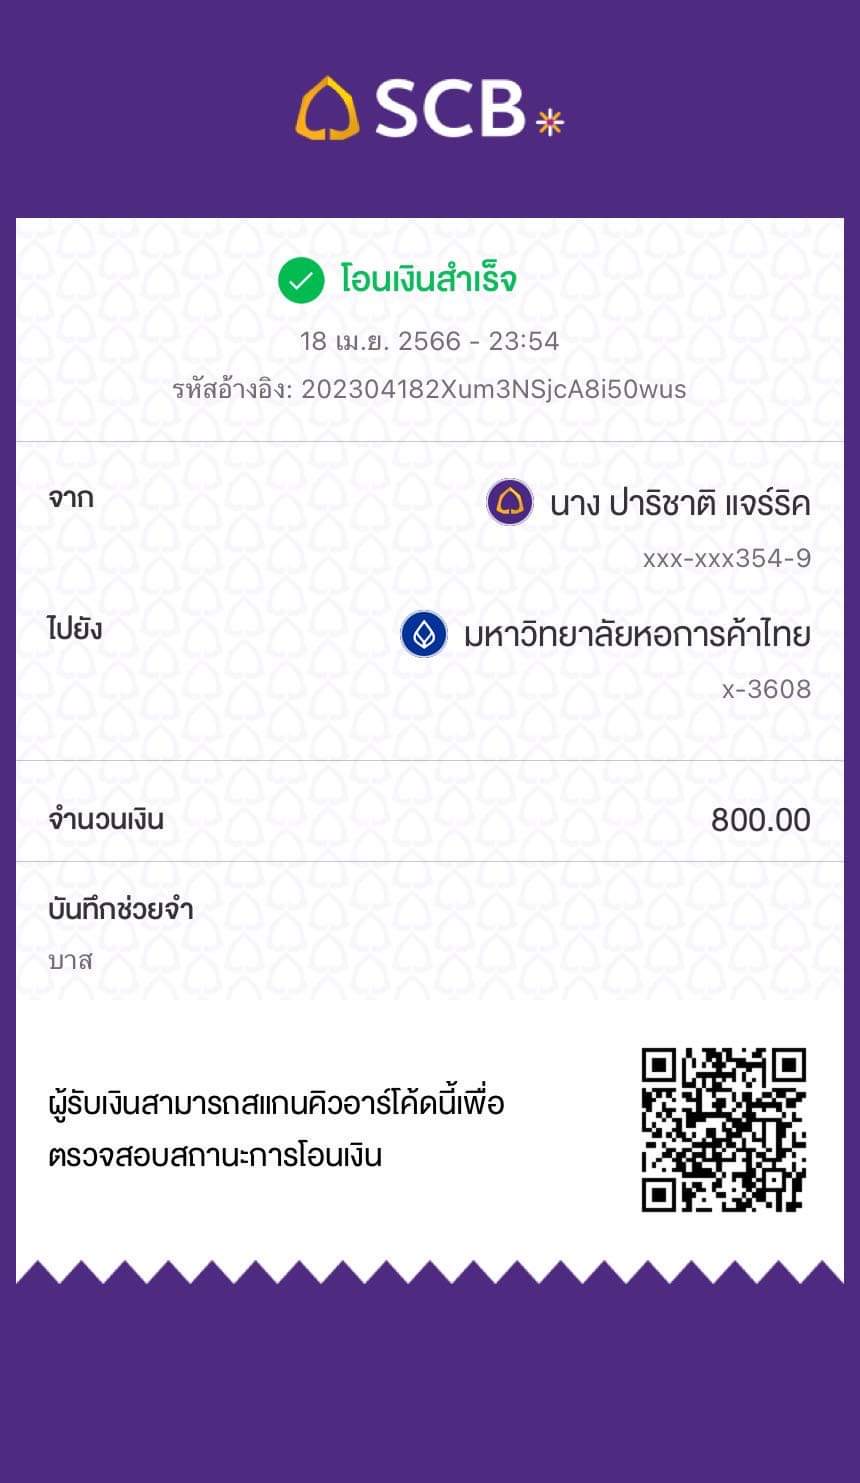 SCB
โอนเงินสำเร็จ
18 เม.ย. 2566 - 23:54
รหัสอ้างอิง: 202304182Xum3NSjcA8i50wus
จาก
นาง ปาริชาติ แจร์ริค
xxx-xxx354-9
ไปยัง
มหาวิทยาลัยหอการค้าไทย
x-3608
จำนวนเงิน
800.00
บันทึกช่วยจำ
บาส
ผู้รับเงินสามารถสแกนคิวอาร์โค้ดนี้เพื่อ
ตรวจสอบสถานะการโอนเงิน